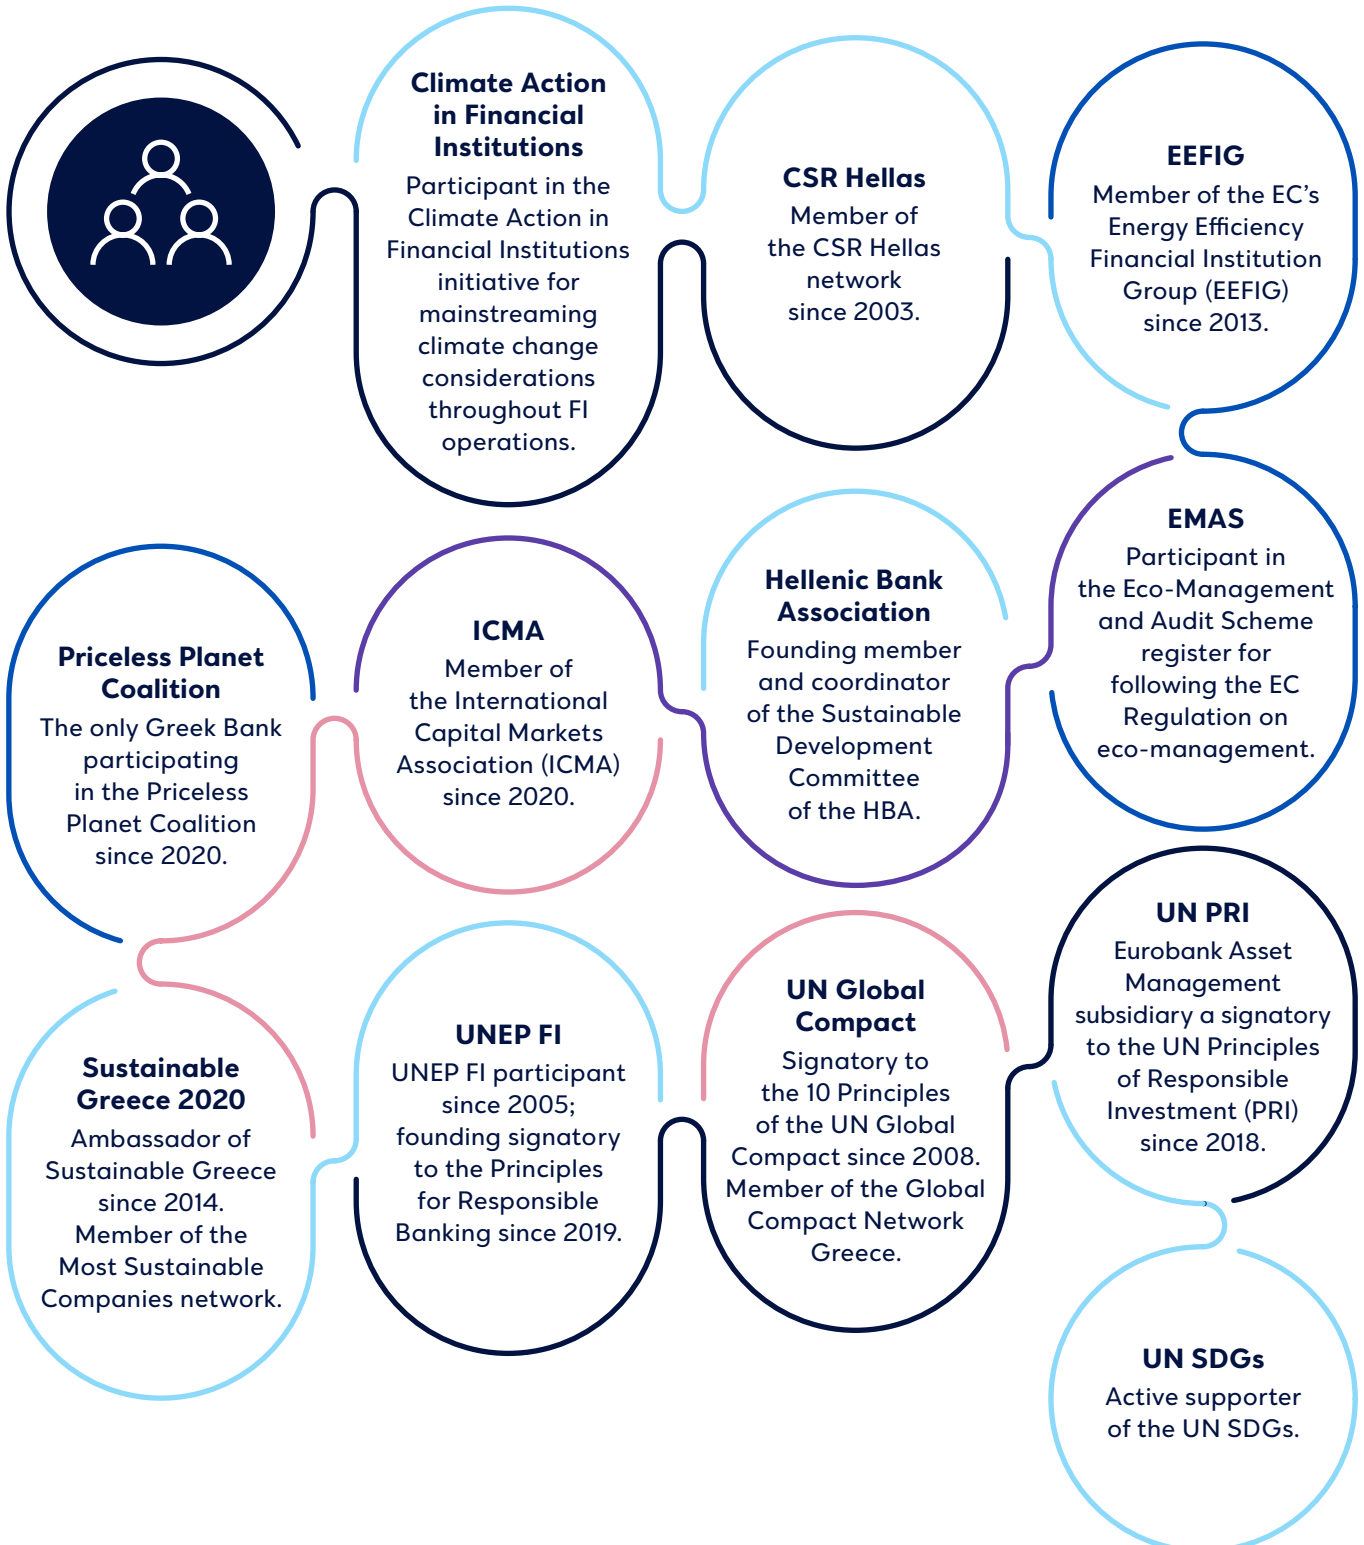 Climate Action
in Financial
Institutions
Participant in the
Climate Action in
Financial Institutions
initiative for
mainstreaming
climate change
considerations
throughout FI
operations.
CSR Hellas
Member of
the CSR Hellas
network
since 2003.
EEFIG
Member of the EC’s
Energy Efficiency
Financial Institution
Group (EEFIG)
since 2013.
EMAS
Participant in
the Eco-Management
and Audit Scheme
register for
following the EC
Regulation on
eco-management.
Hellenic Bank
Association
Founding member
and coordinator
of the Sustainable
Development
Committee
of the HBA.
ICMA
Member of
the International
Capital Markets
Association (ICMA)
since 2020.
Priceless Planet
Coalition
The only Greek Bank
participating
in the Priceless
Planet Coalition
since 2020.
Sustainable
Greece 2020
Ambassador of
Sustainable Greece
since 2014.
Member of the
Most Sustainable
Companies network.
UNEP FI
UNEP FI participant
since 2005;
founding signatory
to the Principles
for Responsible
Banking since 2019.
UN Global
Compact
Signatory to
the 10 Principles
of the UN Global
Compact since 2008.
Member of the Global
Compact Network
Greece.
UN PRI
Eurobank Asset
Management
subsidiary a signatory
to the UN Principles
of Responsible
Investment (PRI)
since 2018.
UN SDGs
Active supporter
of the UN SDGs.